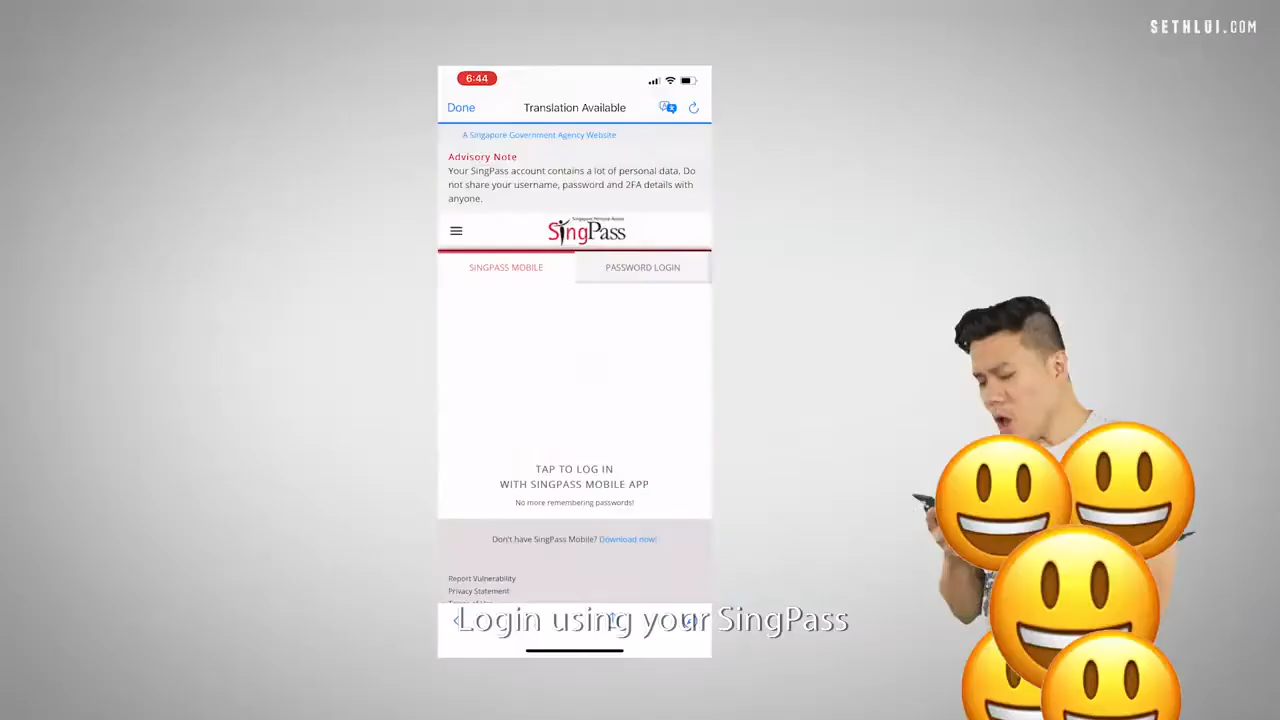 SETHLUI.COM
6:44
Done
Translation Available
A Singapore Government Agency Website
Advisory Note
Your SingPass account contains a lot of personal data. Do
not share your username, password and 2FA details with
anyone.
SingPass
SINGPASS MOBILE
PASSWORD LOGIN
TAP TO LOG IN
WITH SINGPASS MOBILE APP
No more remembering passwords!
Don't have SingPass Mobile? Download now!
Report Vulnerability
Privacy Statement
Login using your SingPass